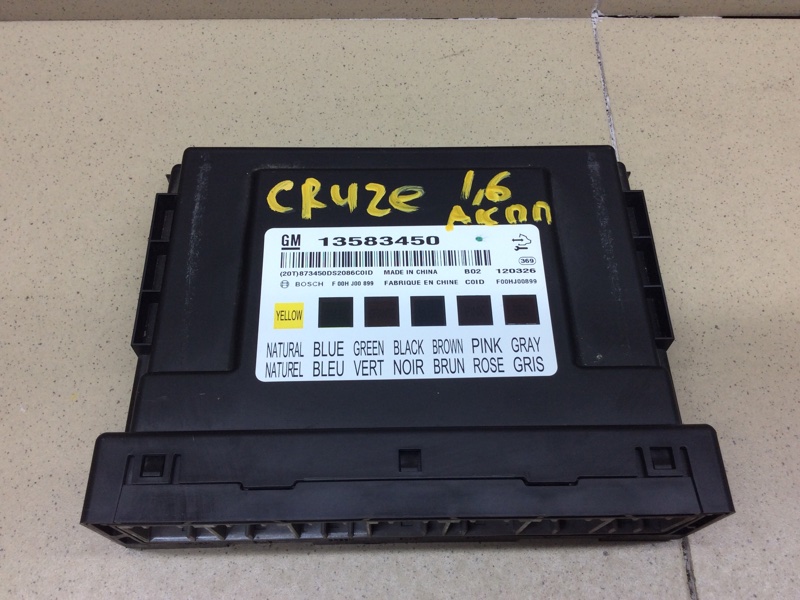 CRUZE 1,6
АКПП
GM 13583450
(20T)873450DS2086C0ID MADE IN CHINA B02 120326
369
BOSCH F 00H J00 899 FABRIQUE EN CHINE C0ID F00HJ00899
YELLOW
NATURAL BLUE GREEN BLACK BROWN PINK GRAY
NATUREL BLEU VERT NOIR BRUN ROSE GRIS